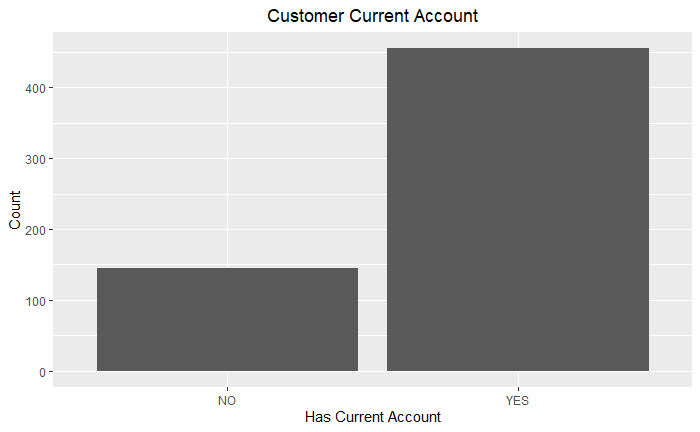 Customer Current Account
Count
400
300
200
100
0
NO YES
Has Current Account